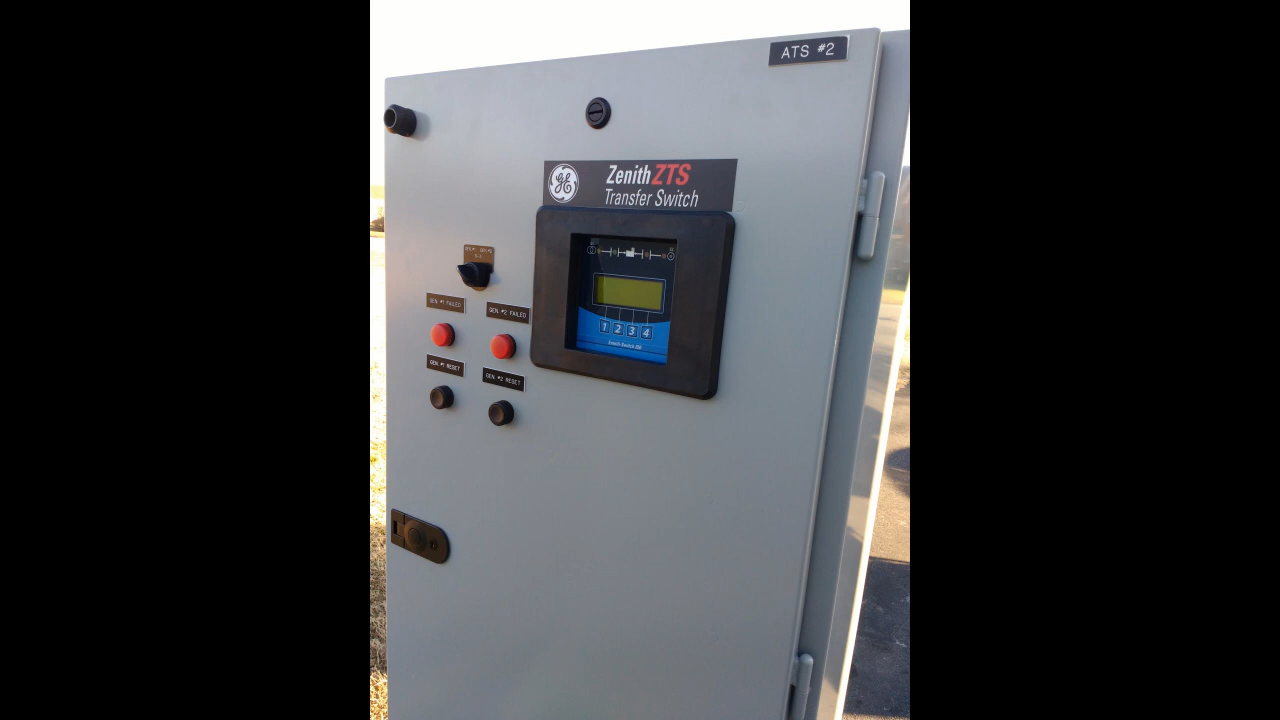 ATS #2
GE
Zenith ZTS
Transfer Switch
GEN. #1 FAILED
GEN. #2 FAILED
1 2 3 4
GEN. #1 RESET
GEN. #2 RESET